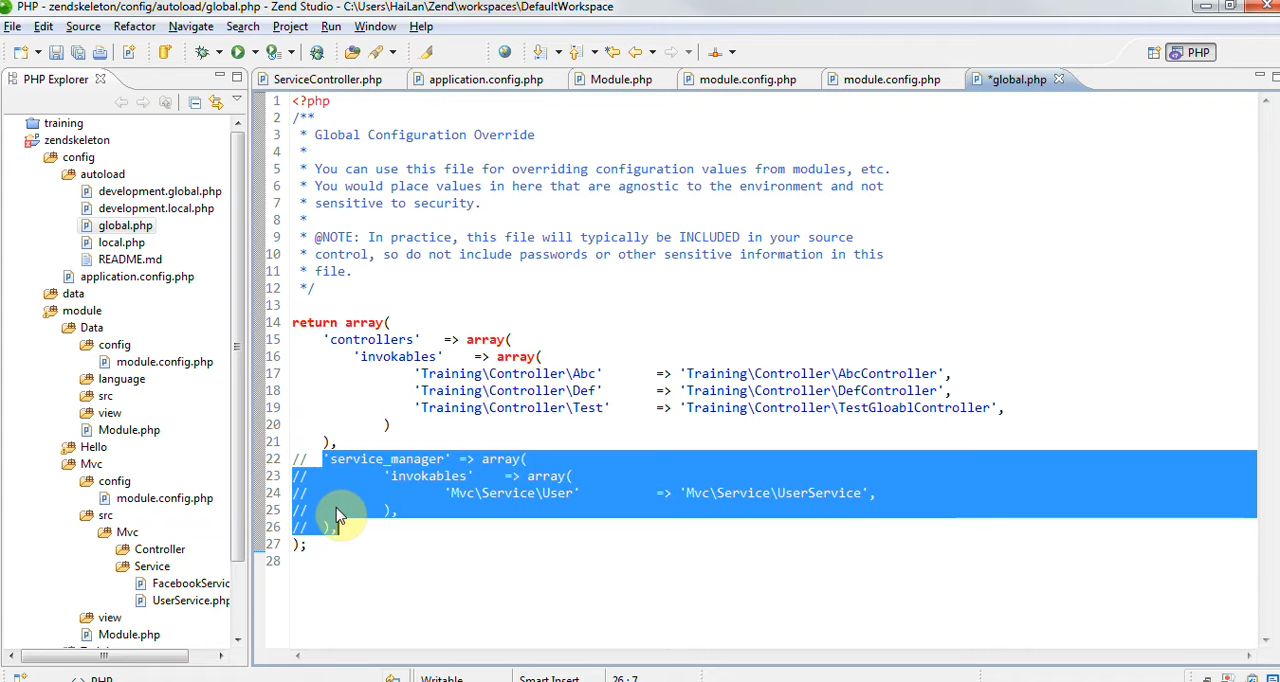 PHP - zendskeleton/config/autoload/global.php - Zend Studio - C:\Users\HaiLan\Zend\workspaces\DefaultWorkspace
File Edit Source Refactor Navigate Search Project Run Window Help
PHP
PHP Explorer
ServiceController.php application.config.php Module.php module.config.php module.config.php *global.php
training
zendskeleton
config
autoload
development.global.php
development.local.php
global.php
local.php
README.md
application.config.php
data
module
Data
config
module.config.php
language
src
view
Module.php
Hello
Mvc
config
module.config.php
src
Mvc
Controller
Service
FacebookServic
UserService.php
view
Module.php
1 <?php
2 /**
3 * Global Configuration Override
4 *
5 * You can use this file for overriding configuration values from modules, etc.
6 * You would place values in here that are agnostic to the environment and not
7 * sensitive to security.
8 *
9 * @NOTE: In practice, this file will typically be INCLUDED in your source
10 * control, so do not include passwords or other sensitive information in this
11 * file.
12 */
13
14 return array(
15 'controllers' => array(
16 'invokables' => array(
17 'Training\Controller\Abc' => 'Training\Controller\AbcController',
18 'Training\Controller\Def' => 'Training\Controller\DefController',
19 'Training\Controller\Test' => 'Training\Controller\TestGloablController',
20 )
21 ),
22 // 'service_manager' => array(
23 // 'invokables' => array(
24 // 'Mvc\Service\User' => 'Mvc\Service\UserService',
25 // ),
26 // ),
27 );
28
PHP Writable Smart Insert 26 : 7